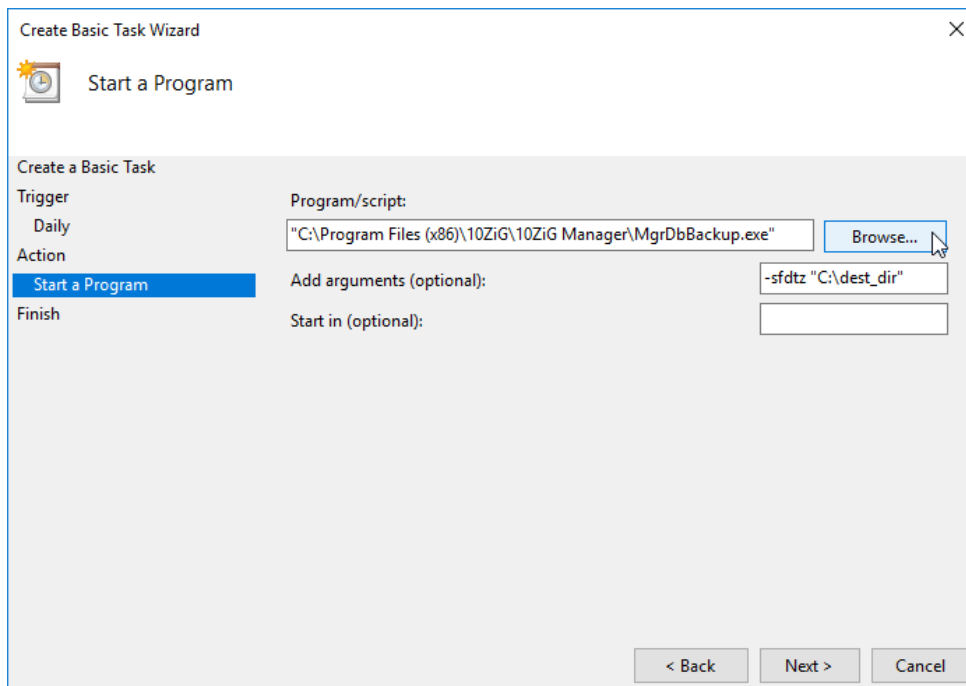 Create Basic Task Wizard
Start a Program
Create a Basic Task
Trigger
Daily
Action
Start a Program
Finish
Program/script:
"C:\Program Files (x86)\10ZiG\10ZiG Manager\MgrDbBackup.exe"
Browse...
Add arguments (optional):
-sfdtz "C:\dest_dir"
Start in (optional):
< Back
Next >
Cancel